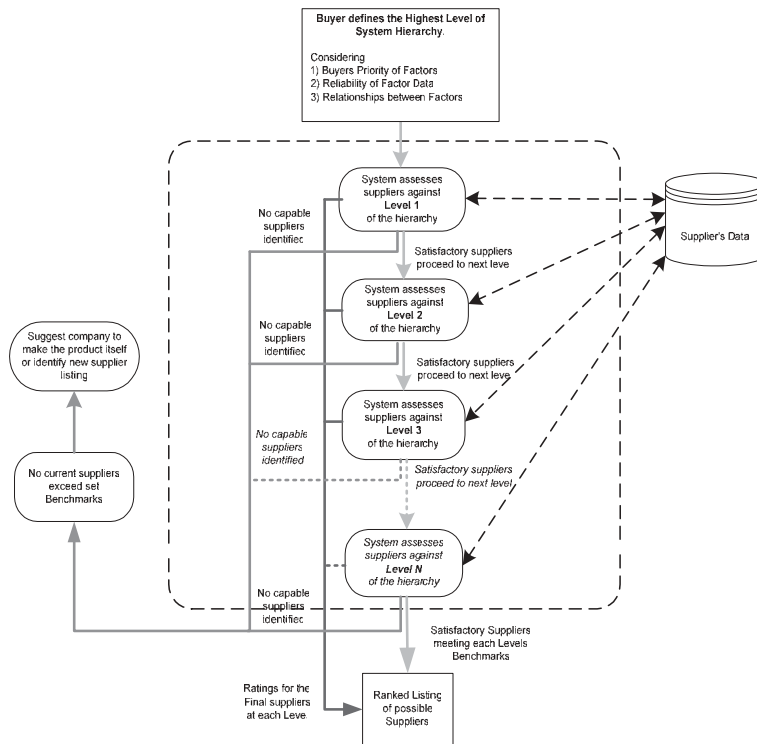 Buyer defines the Highest Level of
System Hierarchy.
Considering
1) Buyers Priority of Factors
2) Reliability of Factor Data
3) Relationships between Factors
System assesses
suppliers against
Level 1
of the hierarchy
No capable
suppliers
identified
Satisfactory suppliers
proceed to next leve
Supplier's Data
System assesses
suppliers against
Level 2
of the hierarchy
No capable
suppliers
identified
Satisfactory suppliers
proceed to next leve
Suggest company to
make the product itself
or identify new supplier
listing
System assesses
suppliers against
Level 3
of the hierarchy
No capable
suppliers
identified
Satisfactory suppliers
proceed to next level
No current suppliers
exceed set
Benchmarks
System assesses
suppliers against
Level N
of the hierarchy
No capable
suppliers
identified
Satisfactory Suppliers
meeting each Levels
Benchmarks
Ratings for the
Final suppliers
at each Leve
Ranked Listing
of possible
Suppliers